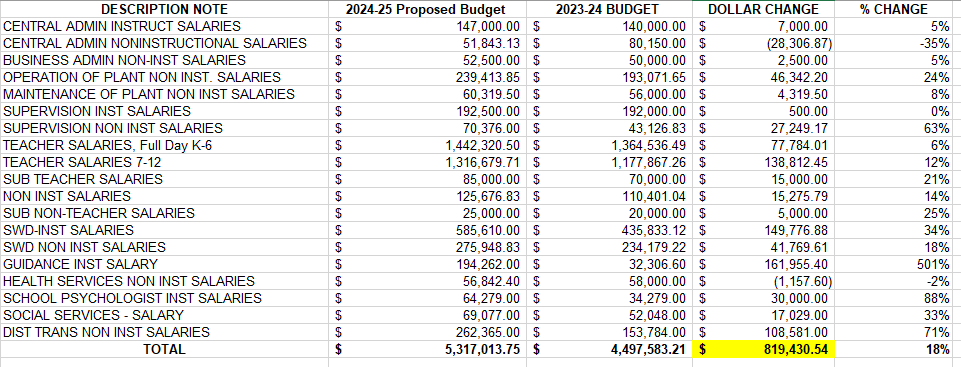 DESCRIPTION NOTE 2024-25 Proposed Budget 2023-24 BUDGET DOLLAR CHANGE % CHANGE
CENTRAL ADMIN INSTRUCT SALARIES $ 147,000.00 $ 140,000.00 $ 7,000.00 5%
CENTRAL ADMIN NONINSTRUCTIONAL SALARIES $ 51,843.13 $ 80,150.00 $ (28,306.87) -35%
BUSINESS ADMIN NON-INST SALARIES $ 52,500.00 $ 50,000.00 $ 2,500.00 5%
OPERATION OF PLANT NON INST. SALARIES $ 239,413.85 $ 193,071.65 $ 46,342.20 24%
MAINTENANCE OF PLANT NON INST SALARIES $ 60,319.50 $ 56,000.00 $ 4,319.50 8%
SUPERVISION INST SALARIES $ 192,500.00 $ 192,000.00 $ 500.00 0%
SUPERVISION NON INST SALARIES $ 70,376.00 $ 43,126.83 $ 27,249.17 63%
TEACHER SALARIES, Full Day K-6 $ 1,442,320.50 $ 1,364,536.49 $ 77,784.01 6%
TEACHER SALARIES 7-12 $ 1,316,679.71 $ 1,177,867.26 $ 138,812.45 12%
SUB TEACHER SALARIES $ 85,000.00 $ 70,000.00 $ 15,000.00 21%
NON INST SALARIES $ 125,676.83 $ 110,401.04 $ 15,275.79 14%
SUB NON-TEACHER SALARIES $ 25,000.00 $ 20,000.00 $ 5,000.00 25%
SWD-INST SALARIES $ 585,610.00 $ 435,833.12 $ 149,776.88 34%
SWD NON INST SALARIES $ 275,948.83 $ 234,179.22 $ 41,769.61 18%
GUIDANCE INST SALARY $ 194,262.00 $ 32,306.60 $ 161,955.40 501%
HEALTH SERVICES NON INST SALARIES $ 56,842.40 $ 58,000.00 $ (1,157.60) -2%
SCHOOL PSYCHOLOGIST INST SALARIES $ 64,279.00 $ 34,279.00 $ 30,000.00 88%
SOCIAL SERVICES - SALARY $ 69,077.00 $ 52,048.00 $ 17,029.00 33%
DIST TRANS NON INST SALARIES $ 262,365.00 $ 153,784.00 $ 108,581.00 71%
TOTAL $ 5,317,013.75 $ 4,497,583.21 $ 819,430.54 18%